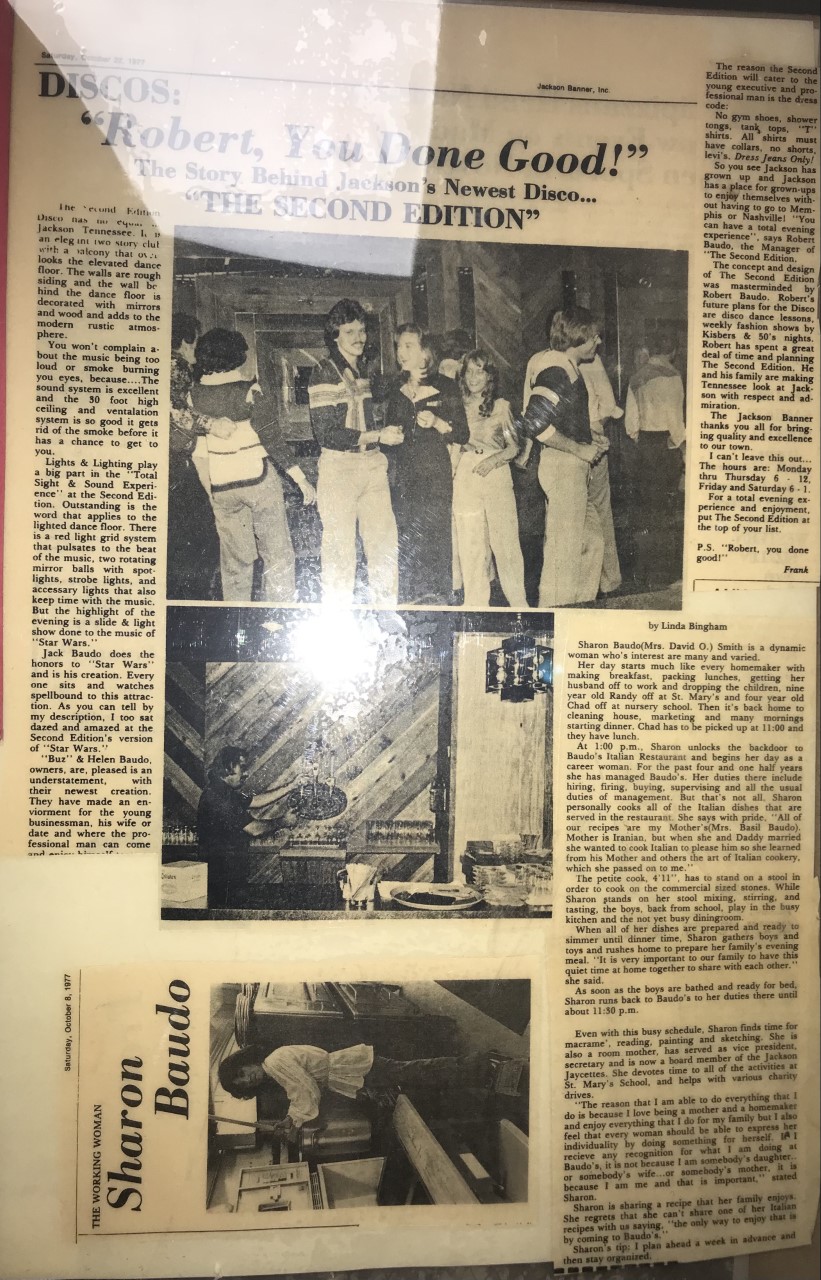 Saturday, October 22, 1977
Jackson Banner, Inc.
DISCOS:
"Robert, You Done Good!"
The Story Behind Jackson's Newest Disco...
"THE SECOND EDITION"
The Second Edition
Disco has no equal
Jackson Tennessee. I,
an elegant two story club
with a balcony that over
looks the elevated dance
floor. The walls are rough
siding and the wall be
hind the dance floor is
decorated with mirrors
and wood and adds to the
modern rustic atmos-
phere.
You won't complain a-
bout the music being too
loud or smoke burning
you eyes, because....The
sound system is excellent
and the 30 foot high
ceiling and ventalation
system is so good it gets
rid of the smoke before it
has a chance to get to
you.
Lights & Lighting play
a big part in the "Total
Sight & Sound Experi-
ence" at the Second Edi-
tion. Outstanding is the
word that applies to the
lighted dance floor. There
is a red light grid system
that pulsates to the beat
of the music, two rotating
mirror balls with spot-
lights, strobe lights, and
accessary lights that also
keep time with the music.
But the highlight of the
evening is a slide & light
show done to the music of
"Star Wars."
Jack Baudo does the
honors to "Star Wars"
and is his creation. Every
one sits and watches
spellbound to this attrac-
tion. As you can tell by
my description, I too sat
dazed and amazed at the
Second Edition's version
of "Star Wars."
"Buz" & Helen Baudo,
owners, are, pleased is an
understatement, with
their newest creation.
They have made an en-
viorment for the young
businessman, his wife or
date and where the pro-
fessional man can come
and enjoy himself
The reason the Second
Edition will cater to the
young executive and pro-
fessional man is the dress
code:
No gym shoes, shower
tongs, tank tops, "T"
shirts. All shirts must
have collars, no shorts,
levi's. Dress Jeans Only!
So you see Jackson has
grown up and Jackson
has a place for grown-ups
to enjoy themselves with-
out having to go to Mem-
phis or Nashville! "You
can have a total evening
experience", says Robert
Baudo, the Manager of
"The Second Edition.
The concept and design
of The Second Edition
was masterminded by
Robert Baudo. Robert's
future plans for the Disco
are disco dance lessons,
weekly fashion shows by
Kisbers & 50's nights.
Robert has spent a great
deal of time and planning
The Second Edition. He
and his family are making
Tennessee look at Jack-
son with respect and ad-
miration.
The Jackson Banner
thanks you all for bring-
ing quality and excellence
to our town.
I can't leave this out...
The hours are: Monday
thru Thursday 6 - 12,
Friday and Saturday 6 - 1.
For a total evening ex-
perience and enjoyment,
put The Second Edition at
the top of your list.
P.S. "Robert, you done
good!"
Frank
Saturday, October 8, 1977
THE WORKING WOMAN
Sharon
Baudo
by Linda Bingham
Sharon Baudo(Mrs. David O.) Smith is a dynamic
woman who's interest are many and varied.
Her day starts much like every homemaker with
making breakfast, packing lunches, getting her
husband off to work and dropping the children, nine
year old Randy off at St. Mary's and four year old
Chad off at nursery school. Then it's back home to
cleaning house, marketing and many mornings
starting dinner. Chad has to be picked up at 11:00 and
they have lunch.
At 1:00 p.m., Sharon unlocks the backdoor to
Baudo's Italian Restaurant and begins her day as a
career woman. For the past four and one half years
she has managed Baudo's. Her duties there include
hiring, firing, buying, supervising and all the usual
duties of management. But that's not all, Sharon
personally cooks all of the Italian dishes that are
served in the restaurant. She says with pride, "All of
our recipes are my Mother's(Mrs. Basil Baudo).
Mother is Iranian, but when she and Daddy married
she wanted to cook Italian to please him so she learned
from his Mother and others the art of Italian cookery,
which she passed on to me."
The petite cook, 4'11", has to stand on a stool in
order to cook on the commercial sized stones. While
Sharon stands on her stool mixing, stirring, and
tasting, the boys, back from school, play in the busy
kitchen and the not yet busy diningroom.
When all of her dishes are prepared and ready to
simmer until dinner time, Sharon gathers boys and
toys and rushes home to prepare her family's evening
meal. "It is very important to our family to have this
quiet time at home together to share with each other."
she said.
As soon as the boys are bathed and ready for bed,
Sharon runs back to Baudo's to her duties there until
about 11:30 p.m.
Even with this busy schedule, Sharon finds time for
macrame', reading, painting and sketching. She is
also a room mother, has served as vice president,
secretary and is now a board member of the Jackson
Jaycettes. She devotes time to all of the activities at
St. Mary's School, and helps with various charity
drives.
"The reason that I am able to do everything that I
do is because I love being a mother and a homemaker
and enjoy everything that I do for my family but I also
feel that every woman should be able to express her
individuality by doing something for herself. If I
recieve any recognition for what I am doing at
Baudo's, it is not because I am somebody's daughter..
or somebody's wife...or somebody's mother, it is
because I am me and that is important," stated
Sharon.
Sharon is sharing a recipe that her family enjoys.
She regrets that she can't share one of her Italian
recipes with us saying, "the only way to enjoy that is
by coming to Baudo's."
Sharon's tip: I plan ahead a week in advance and
then stay organized.